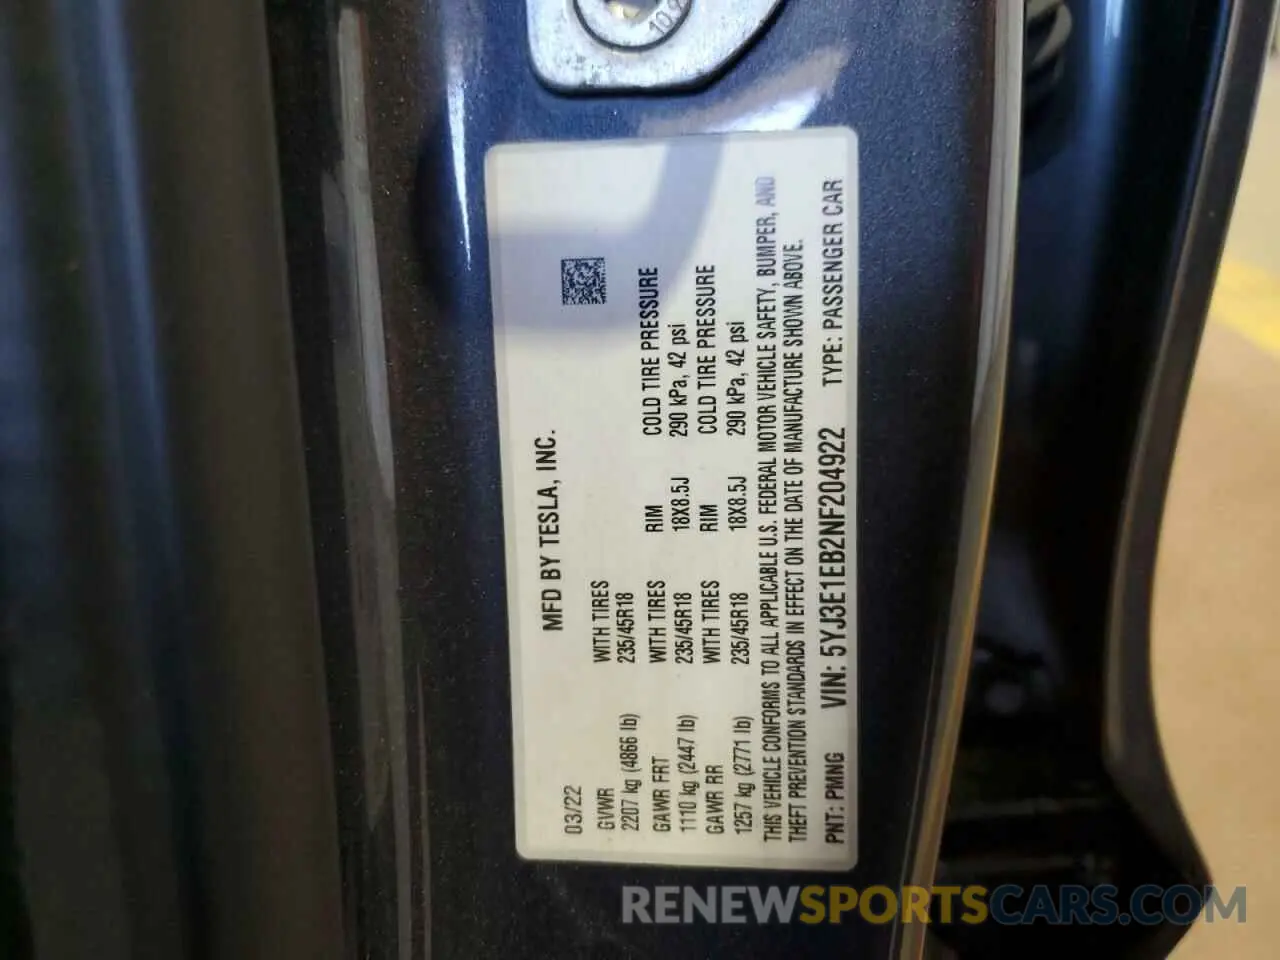 MFD BY TESLA, INC.
03/22
GVWR WITH TIRES
2207 kg (4866 lb) 235/45R18
GAWR FRT WITH TIRES RIM COLD TIRE PRESSURE
1110 kg (2447 lb) 235/45R18 18X8.5J 290 kPa, 42 psi
GAWR RR WITH TIRES RIM COLD TIRE PRESSURE
1257 kg (2771 lb) 235/45R18 18X8.5J 290 kPa, 42 psi
THIS VEHICLE CONFORMS TO ALL APPLICABLE U.S. FEDERAL MOTOR VEHICLE SAFETY, BUMPER, AND
THEFT PREVENTION STANDARDS IN EFFECT ON THE DATE OF MANUFACTURE SHOWN ABOVE.
PNT: PMNG VIN: 5YJ3E1EB2NF204922 TYPE: PASSENGER CAR
RENEWSPORTSCARS.COM